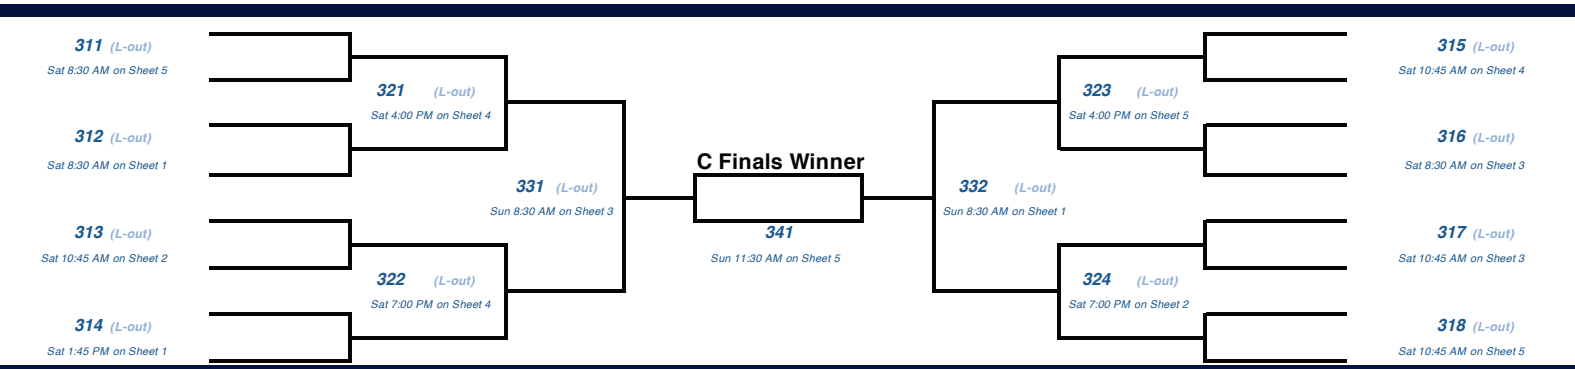 311 (L-out)
Sat 8:30 AM on Sheet 5
312 (L-out)
Sat 8:30 AM on Sheet 1
313 (L-out)
Sat 10:45 AM on Sheet 2
314 (L-out)
Sat 1:45 PM on Sheet 1
321 (L-out)
Sat 4:00 PM on Sheet 4
322 (L-out)
Sat 7:00 PM on Sheet 4
331 (L-out)
Sun 8:30 AM on Sheet 3
C Finals Winner
341
Sun 11:30 AM on Sheet 5
332 (L-out)
Sun 8:30 AM on Sheet 1
323 (L-out)
Sat 4:00 PM on Sheet 5
324 (L-out)
Sat 7:00 PM on Sheet 2
315 (L-out)
Sat 10:45 AM on Sheet 4
316 (L-out)
Sat 8:30 AM on Sheet 3
317 (L-out)
Sat 10:45 AM on Sheet 3
318 (L-out)
Sat 10:45 AM on Sheet 5